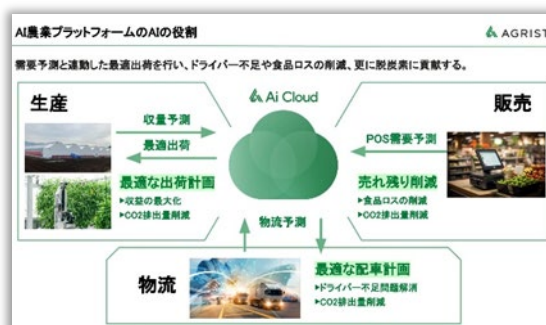 AI農業プラットフォームのAIの役割
AGRIST
需要予測と連動した最適出荷を行い、ドライバー不足や食品ロスの削減、更に脱炭素に貢献する。
生産
収量予測
最適出荷
最適な出荷計画
▶収益の最大化
▶CO2排出量削減
Ai Cloud
物流予測
販売
POS需要予測
売れ残り削減
▶食品ロスの削減
▶CO2排出量削減
物流
最適な配車計画
▶ドライバー不足問題解消
▶CO2排出量削減